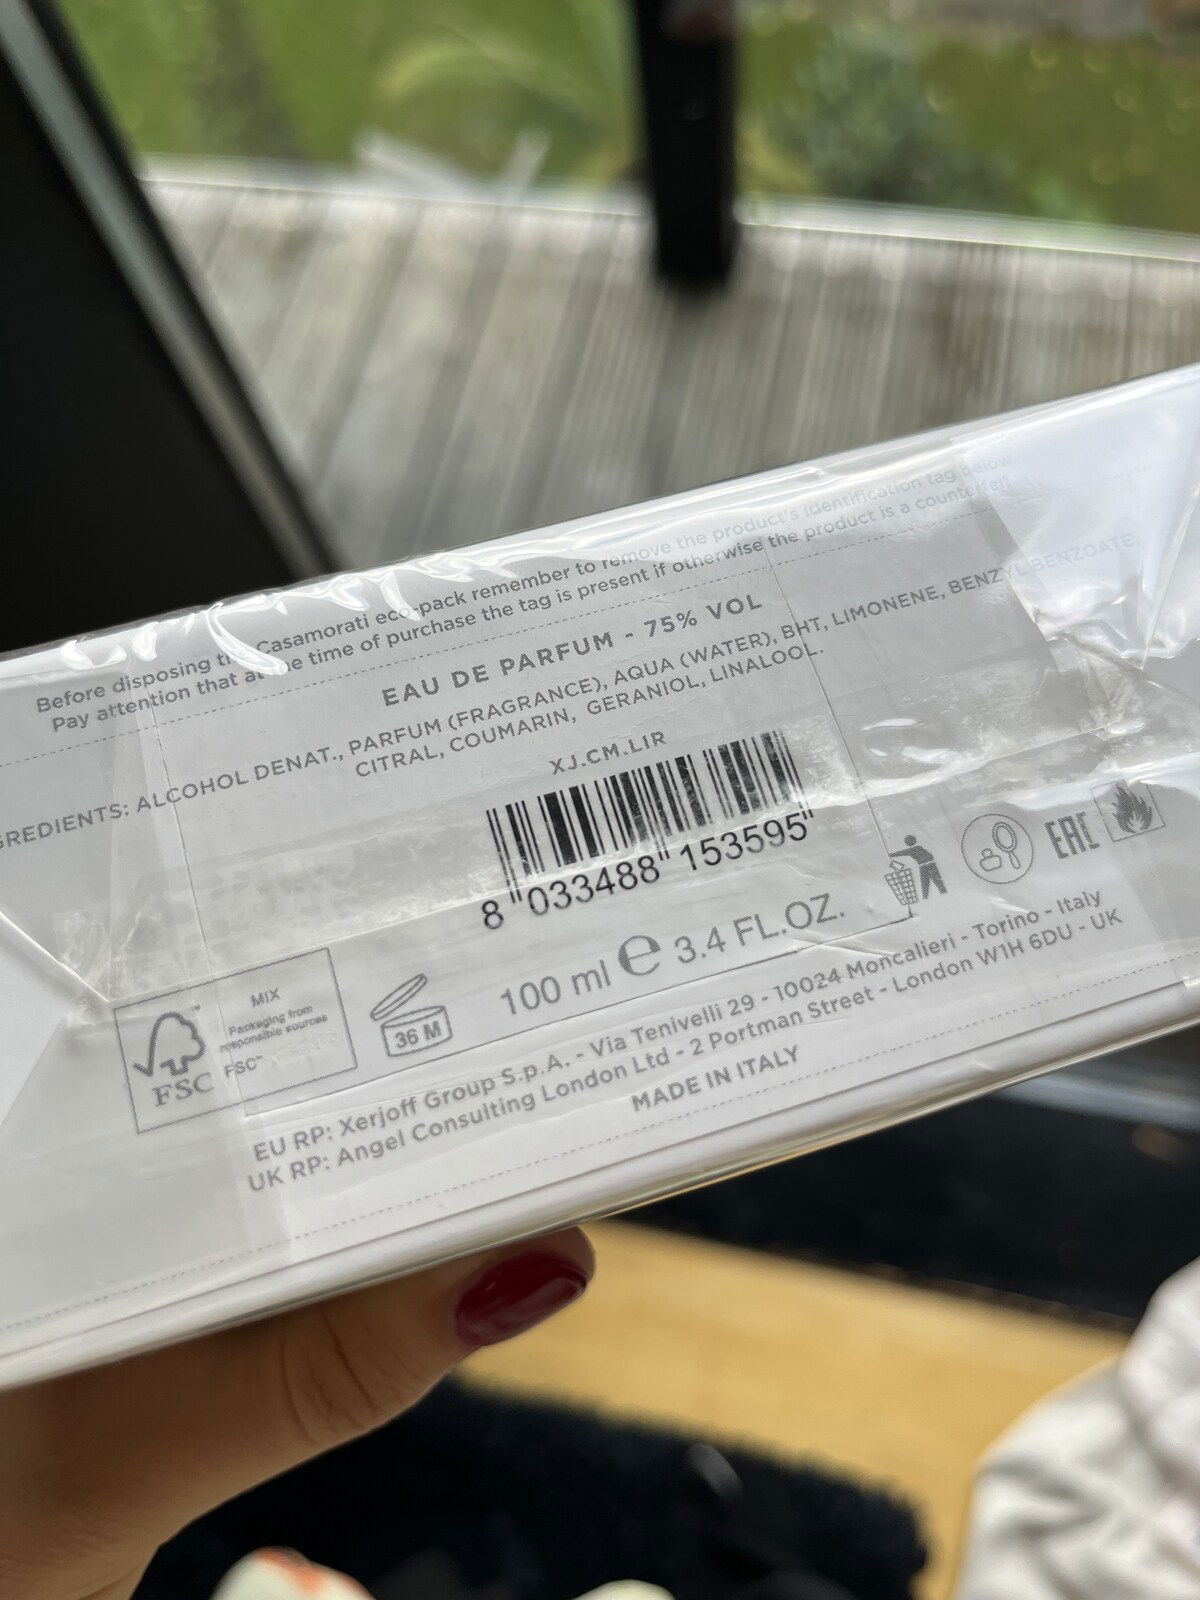 Before disposing the Casamorati eco-pack remember to remove the product's identification tag below.
Pay attention that at the time of purchase the tag is present if otherwise the product is a counterfeit.
EAU DE PARFUM - 75% VOL
GREDIENTS: ALCOHOL DENAT., PARFUM (FRAGRANCE), AQUA (WATER), BHT, LIMONENE, BENZYL BENZOATE,
CITRAL, COUMARIN, GERANIOL, LINALOOL.
XJ.CM.LIR
8 "033488" 153595"
100 ml e 3.4 FL.OZ.
EAC
FSC
™
MIX
Packaging from
responsible sources
FSC™
36 M
EU RP: Xerjoff Group S.p.A. - Via Tenivelli 29 - 10024 Moncalieri - Torino - Italy
UK RP: Angel Consulting London Ltd - 2 Portman Street - London W1H 6DU - UK
MADE IN ITALY